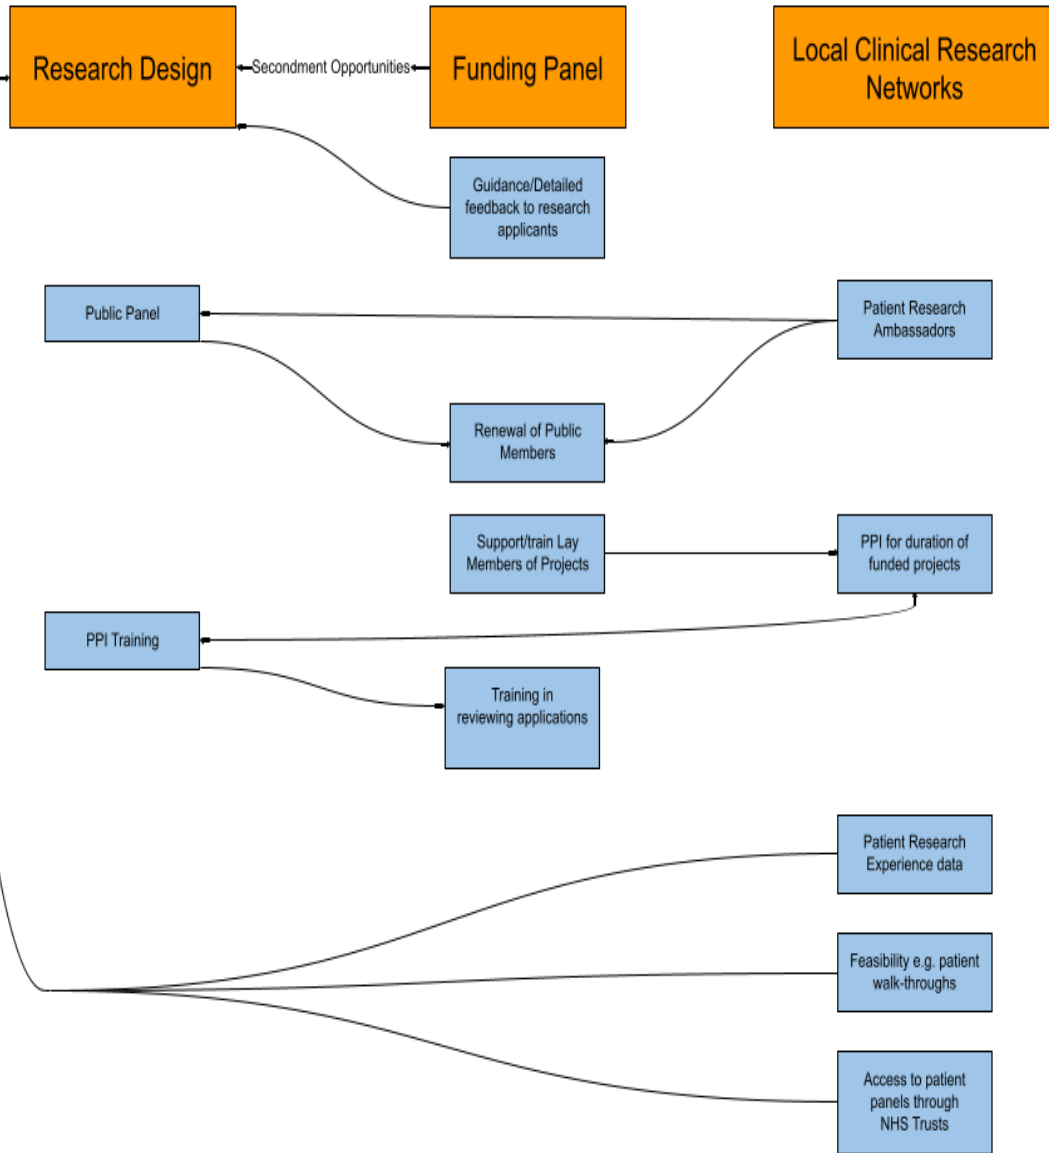 Research Design
Secondment Opportunities
Funding Panel
Local Clinical Research
Networks
Guidance/Detailed
feedback to research
applicants
Public Panel
Patient Research
Ambassadors
Renewal of Public
Members
Support/train Lay
Members of Projects
PPI for duration of
funded projects
PPI Training
Training in
reviewing applications
Patient Research
Experience data
Feasibility e.g. patient
walk-throughs
Access to patient
panels through
NHS Trusts